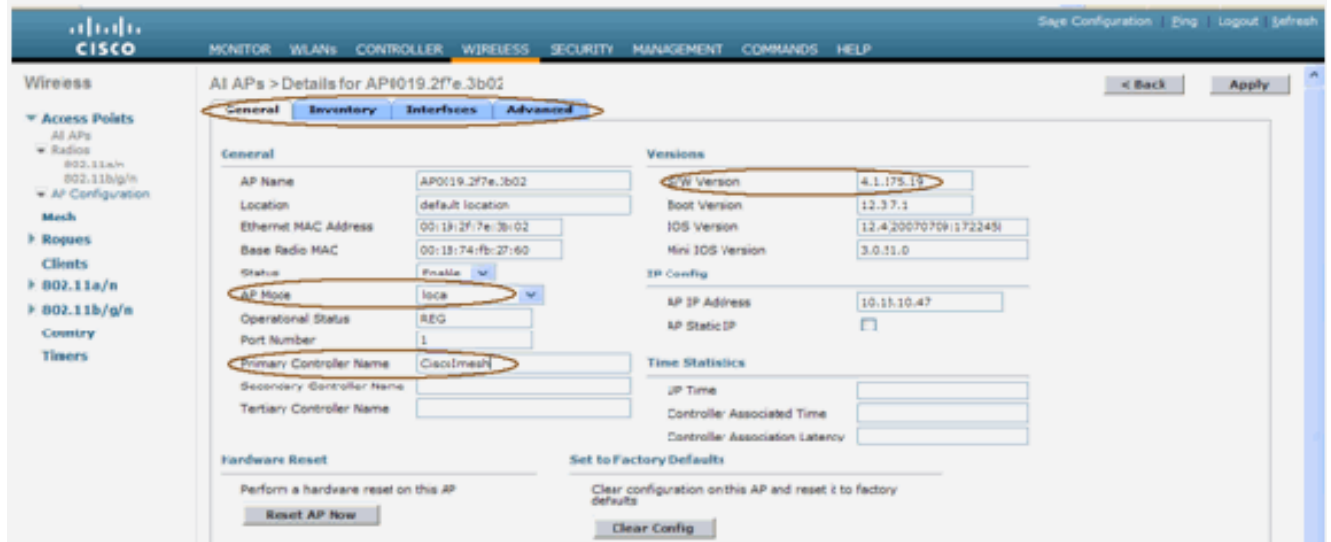 Save Configuration | Ping | Logout | Refresh
CISCO
MONITOR WLANs CONTROLLER WIRELESS SECURITY MANAGEMENT COMMANDS HELP
Wireless
Access Points
All APs
Radios
802.11a/n
802.11b/g/n
AP Configuration
Mesh
Rogues
Clients
802.11a/n
802.11b/g/n
Country
Timers
All APs > Details for AP0019.2f7e.3b02
< Back
Apply
General Inventory Interfaces Advanced
General
AP Name AP0019.2f7e.3b02
Location default location
Ethernet MAC Address 00:19:2f:7e:3b:02
Base Radio MAC
Status Enable
AP Mode local
Operational Status REG
Port Number 1
Primary Controller Name
Secondary Controller Name
Tertiary Controller Name
Versions
S/W Version 4.1.175.19
Boot Version 12.3.7.1
IOS Version
Mini IOS Version 3.0.51.0
IP Config
AP IP Address
AP Static IP
Time Statistics
UP Time
Controller Associated Time
Controller Association Latency
Hardware Reset
Perform a hardware reset on this AP
Reset AP Now
Set to Factory Defaults
Clear configuration on this AP and reset it to factory
defaults
Clear Config